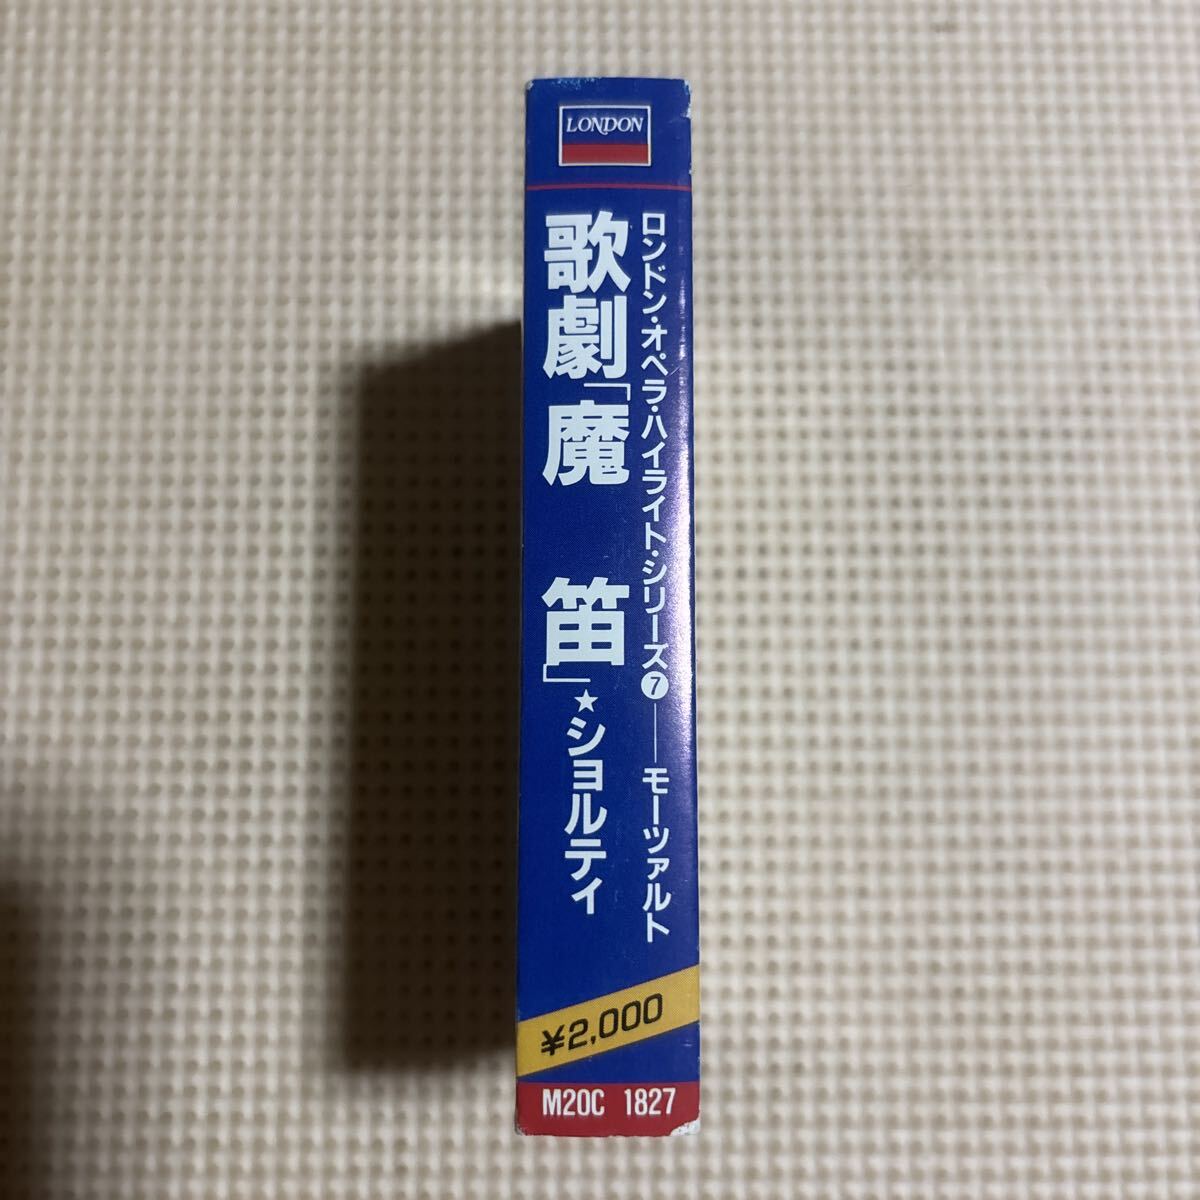 LONDON
ロンドン・オペラ・ハイライト・シリーズ❼──モーツァルト
歌劇「魔　笛」★ショルティ
¥2,000
M20C 1827